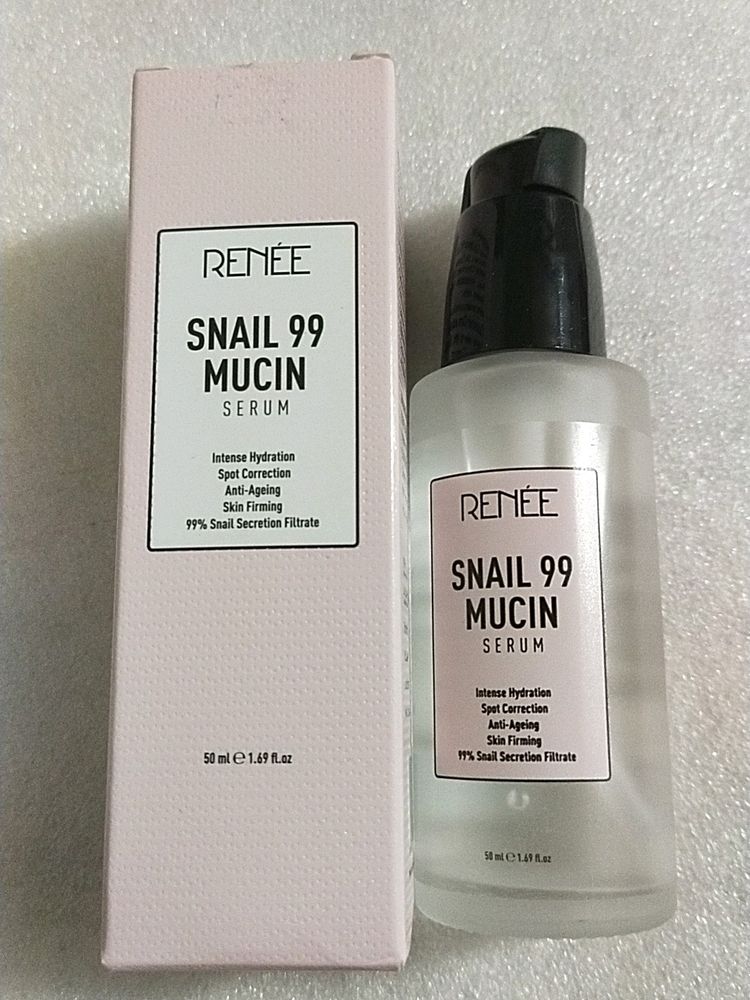 RENÉE
SNAIL 99
MUCIN
SERUM
Intense Hydration
Spot Correction
Anti-Ageing
Skin Firming
99% Snail Secretion Filtrate
50 ml ℮ 1.69 fl.oz
RENÉE
SNAIL 99
MUCIN
SERUM
Intense Hydration
Spot Correction
Anti-Ageing
Skin Firming
99% Snail Secretion Filtrate
50 ml ℮ 1.69 fl.oz